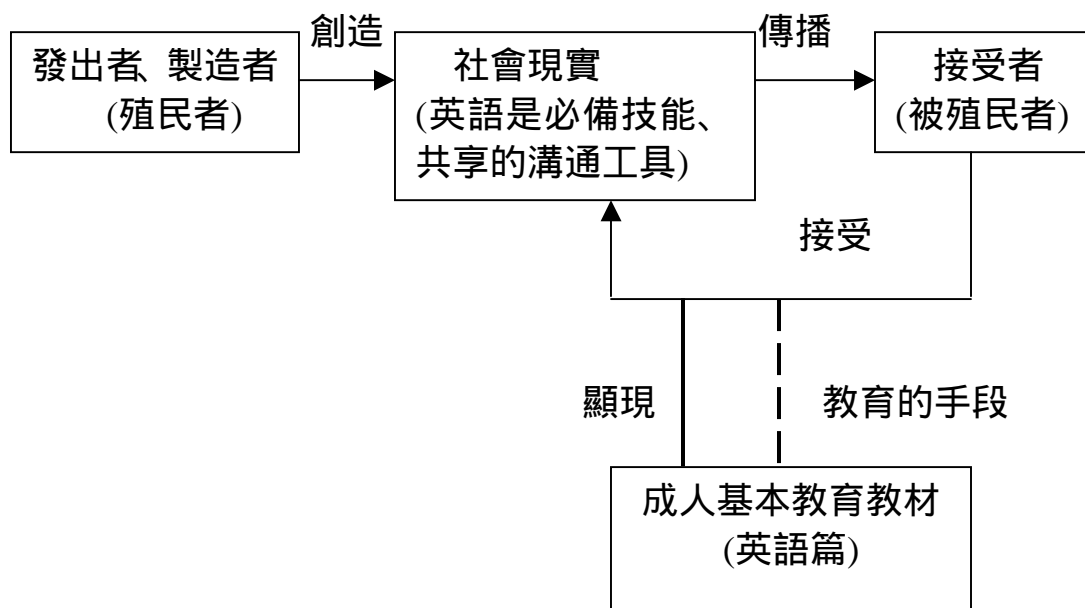 發出者、製造者
(殖民者)
創造
社會現實
(英語是必備技能、
共享的溝通工具)
傳播
接受者
(被殖民者)
接受
顯現
教育的手段
成人基本教育教材
(英語篇)